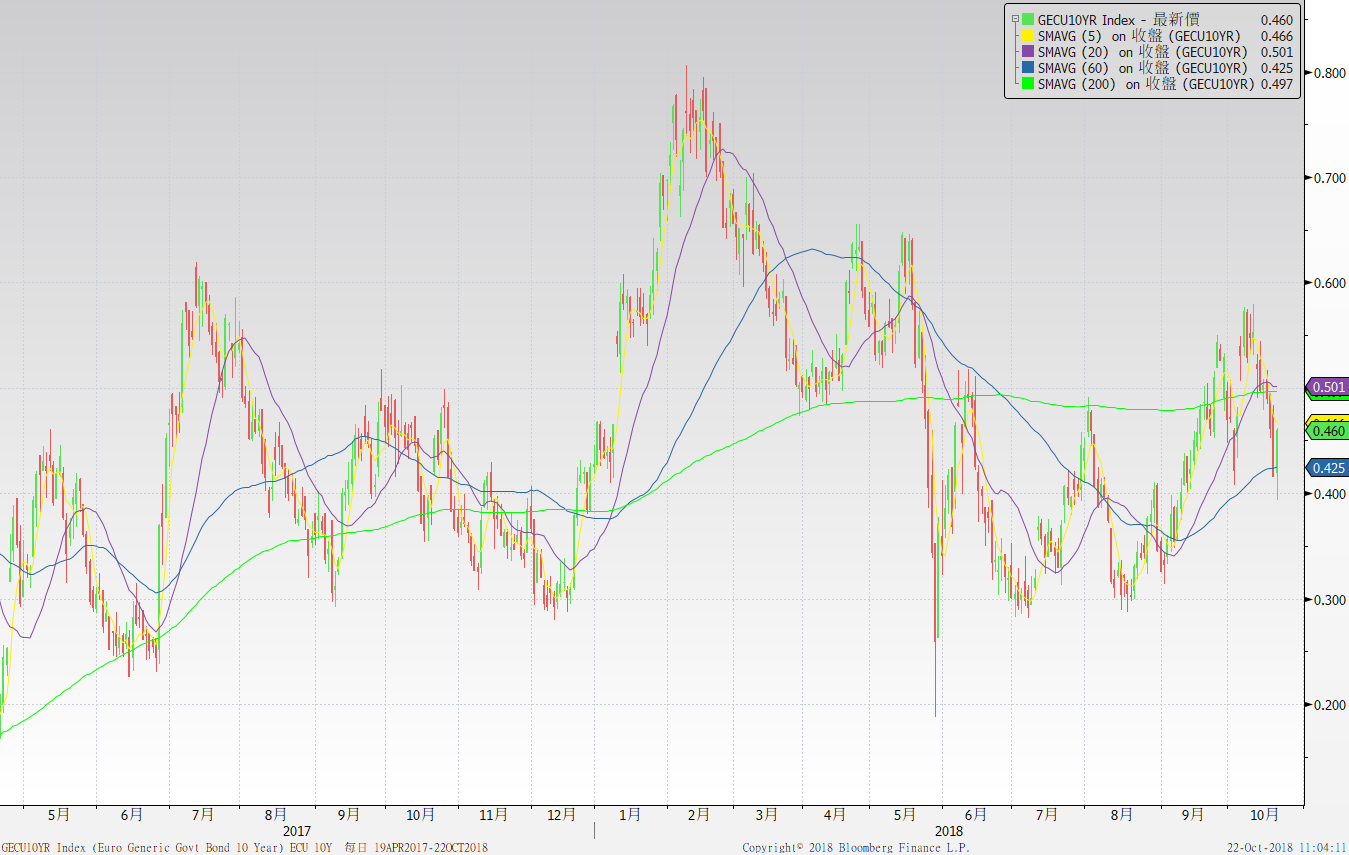 GECU10YR Index - 最新價 0.460
SMAVG (5) on 收盤 (GECU10YR) 0.466
SMAVG (20) on 收盤 (GECU10YR) 0.501
SMAVG (60) on 收盤 (GECU10YR) 0.425
SMAVG (200) on 收盤 (GECU10YR) 0.497
0.800
0.700
0.600
0.501
0.460
0.425
0.400
0.300
0.200
5月 6月 7月 8月 9月 10月 11月 12月 1月 2月 3月 4月 5月 6月 7月 8月 9月 10月
2017 2018
GECU10YR Index (Euro Generic Govt Bond 10 Year) ECU 10Y 每日 19APR2017-22OCT2018 Copyright© 2018 Bloomberg Finance L.P. 22-Oct-2018 11:04:11